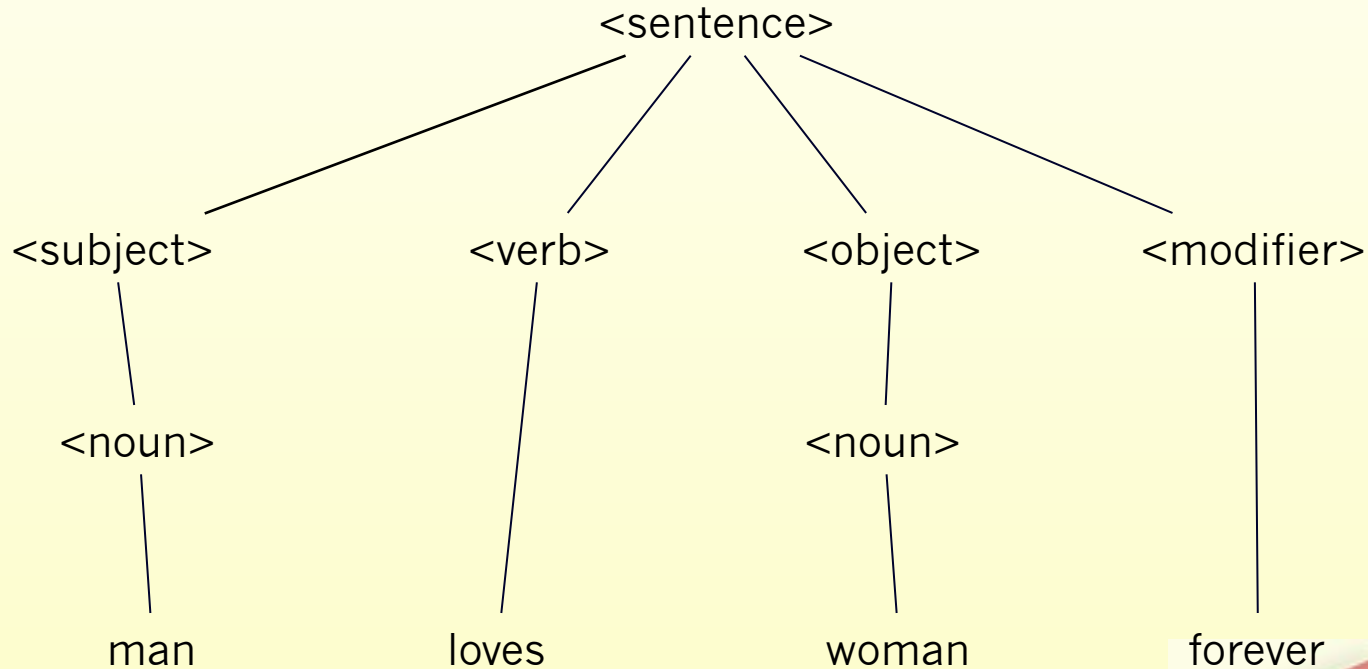 <sentence>
<subject> <verb> <object> <modifier>
<noun> <noun>
man loves woman forever